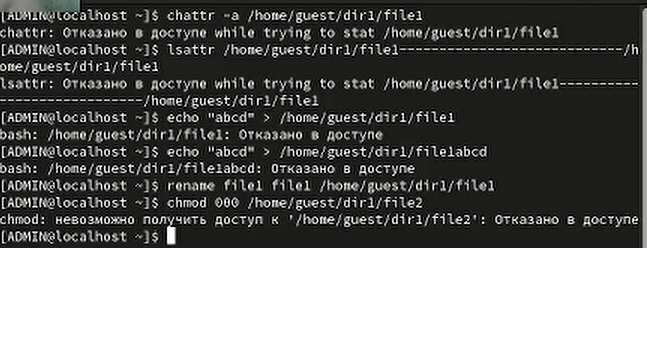 [ADMIN@localhost ~]$ chattr -a /home/guest/dir1/file1
chattr: Отказано в доступе while trying to stat /home/guest/dir1/file1
[ADMIN@localhost ~]$ lsattr /home/guest/dir1/file1----------------------------/h
ome/guest/dir1/file1
lsattr: Отказано в доступе while trying to stat /home/guest/dir1/file1----------
------------------/home/guest/dir1/file1
[ADMIN@localhost ~]$ echo "abcd" > /home/guest/dir1/file1
bash: /home/guest/dir1/file1: Отказано в доступе
[ADMIN@localhost ~]$ echo "abcd" > /home/guest/dir1/file1abcd
bash: /home/guest/dir1/file1abcd: Отказано в доступе
[ADMIN@localhost ~]$ rename file1 file1 /home/guest/dir1/file1
[ADMIN@localhost ~]$ chmod 000 /home/guest/dir1/file2
chmod: невозможно получить доступ к '/home/guest/dir1/file2': Отказано в доступе
[ADMIN@localhost ~]$